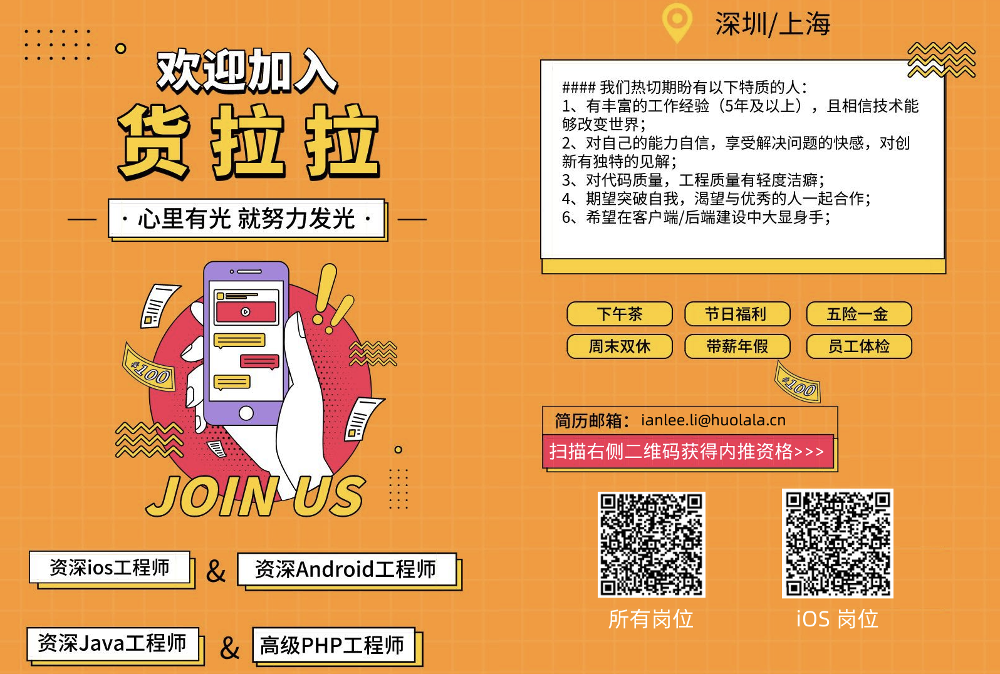 欢迎加入
货拉拉
· 心里有光 就努力发光 ·
$100
JOIN US
资深ios工程师 & 资深Android工程师
资深Java工程师 & 高级PHP工程师
深圳/上海
#### 我们热切期盼有以下特质的人：
1、有丰富的工作经验（5年及以上），且相信技术能
够改变世界；
2、对自己的能力自信，享受解决问题的快感，对创
新有独特的见解；
3、对代码质量，工程质量有轻度洁癖；
4、期望突破自我，渴望与优秀的人一起合作；
6、希望在客户端/后端建设中大显身手；
下午茶 节日福利 五险一金
周末双休 带薪年假 员工体检
$100
简历邮箱：ianlee.li@huolala.cn
扫描右侧二维码获得内推资格>>>
所有岗位 iOS 岗位